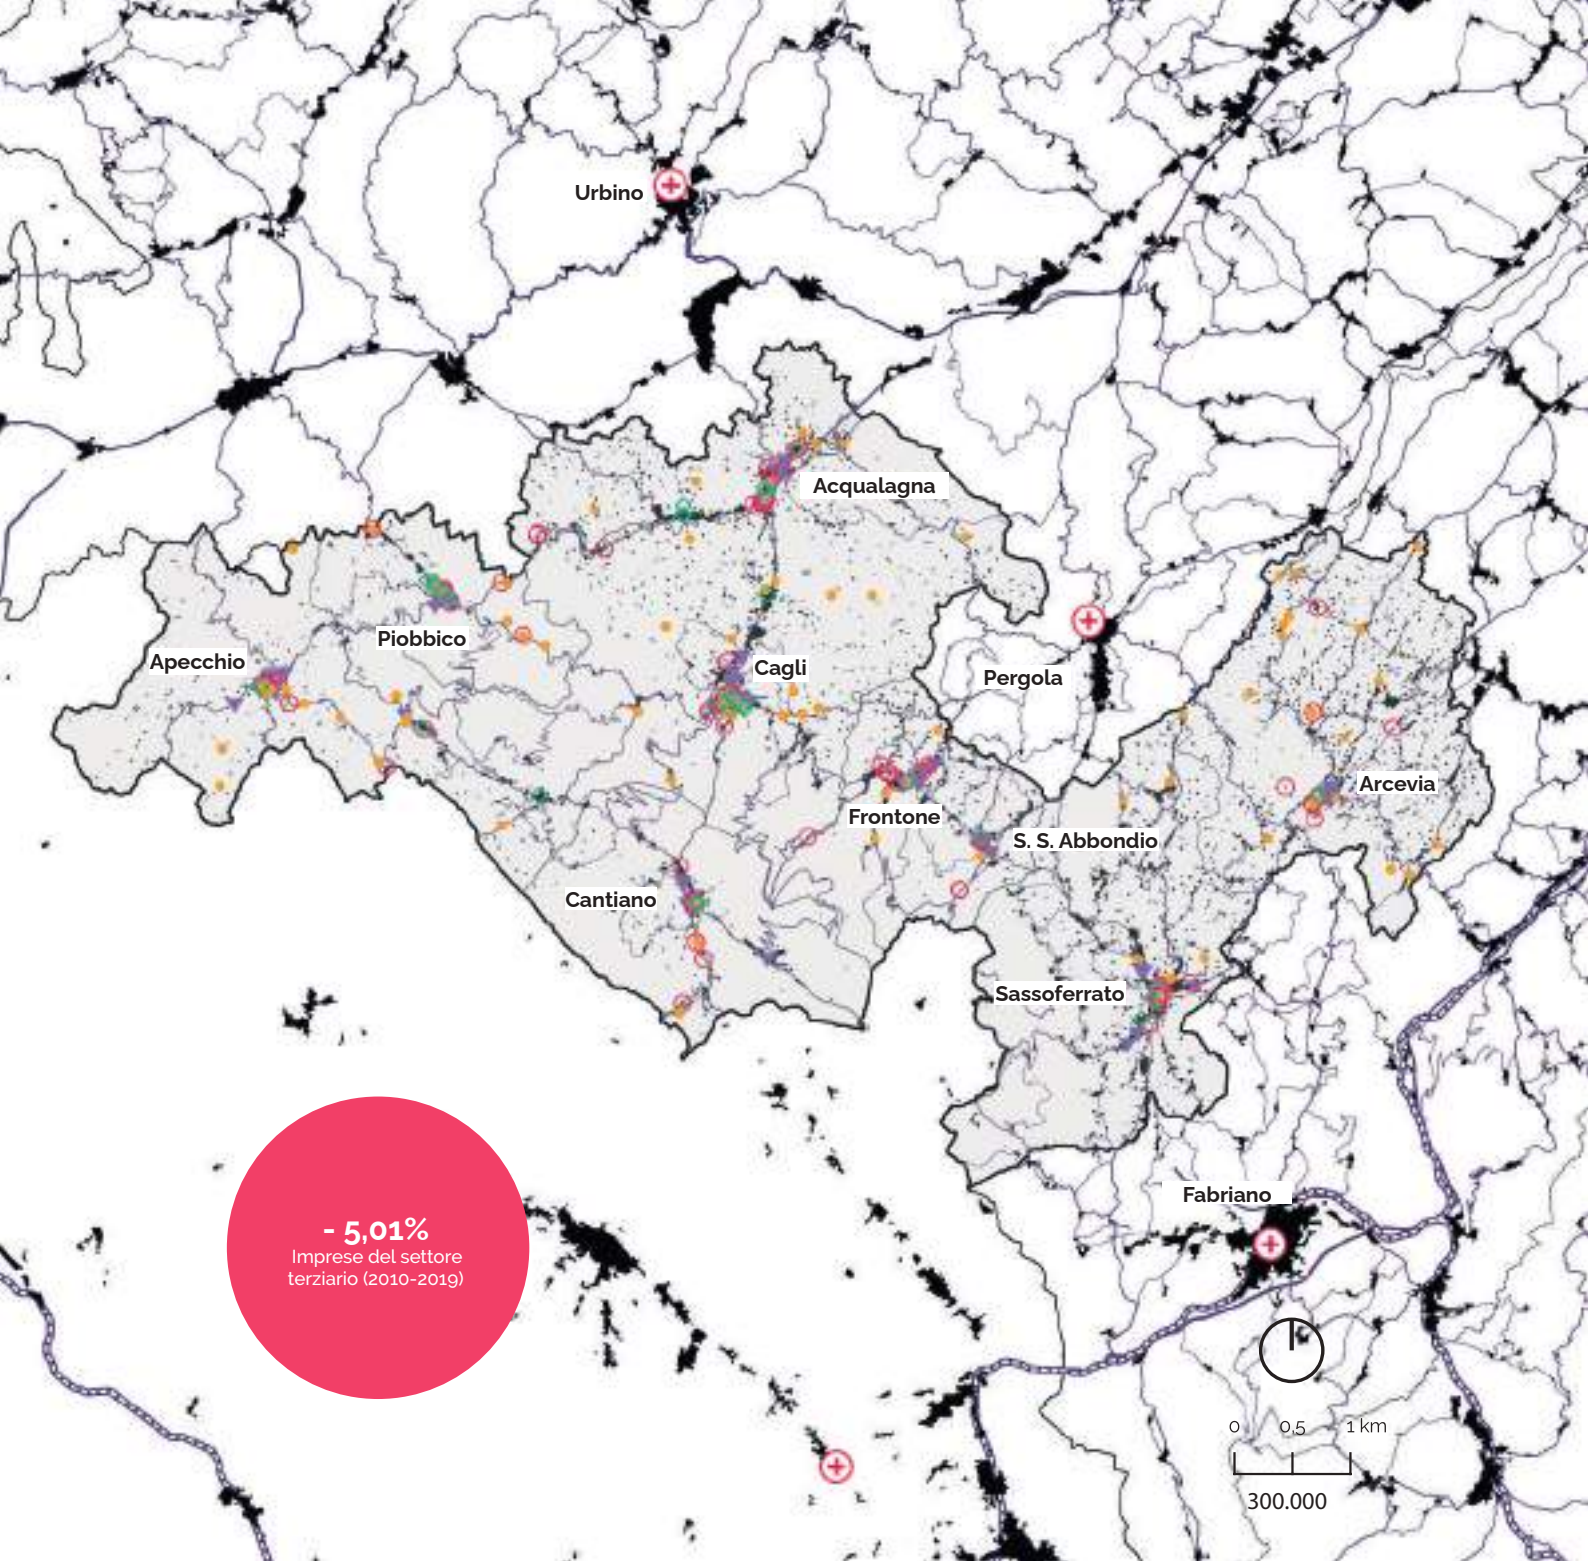 Urbino
Acqualagna
Piobbico
Apecchio
Cagli
Pergola
Arcevia
Frontone
S. S. Abbondio
Cantiano
Sassoferrato
Fabriano
- 5,01%
Imprese del settore
terziario (2010-2019)
0 0,5 1 km
300.000